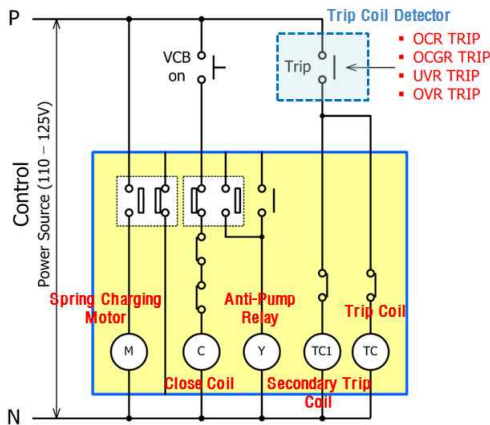 P
Trip Coil Detector
VCB
on
Trip
▪ OCR TRIP
▪ OCGR TRIP
▪ UVR TRIP
▪ OVR TRIP
Control
Power Source (110 – 125V)
Spring Charging
Motor
Anti-Pump
Relay
Trip Coil
M
C
Y
TC1
TC
Close Coil
Secondary Trip
Coil
N